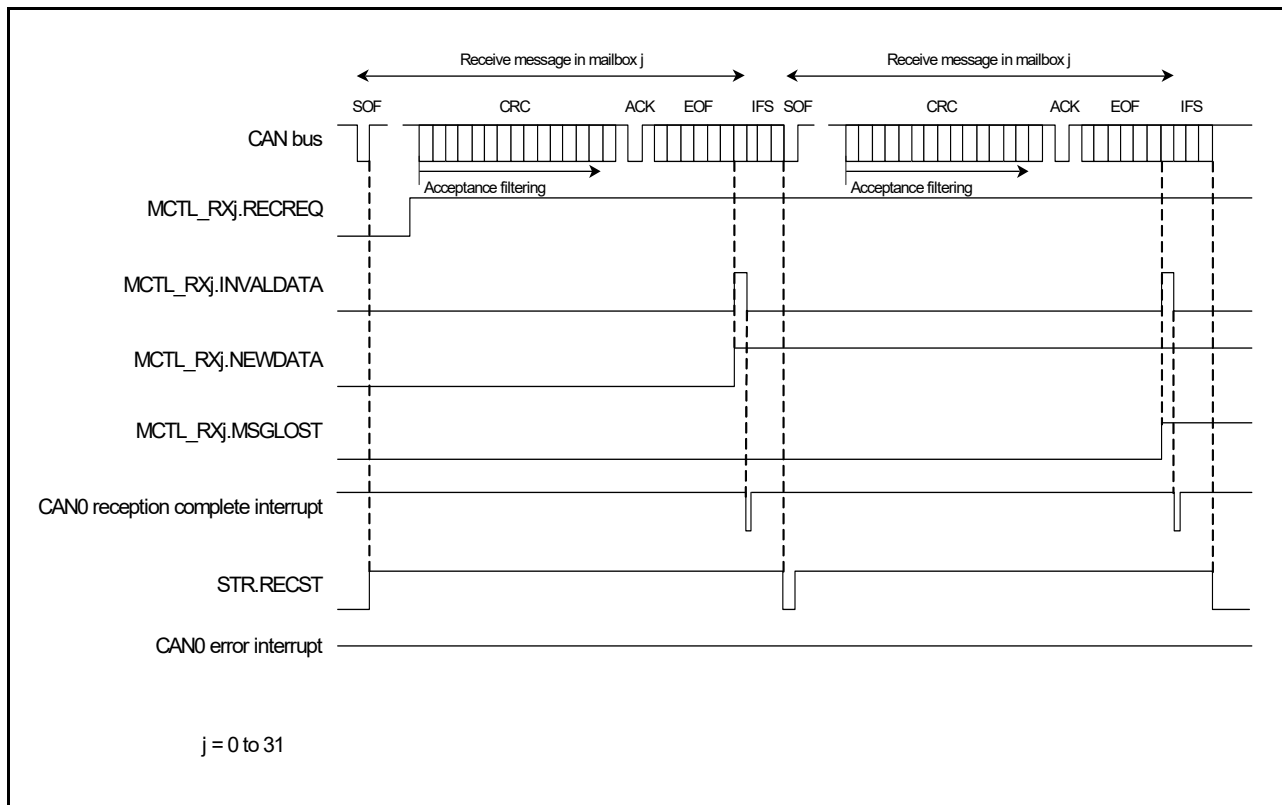 Receive message in mailbox j Receive message in mailbox j
SOF CRC ACK EOF IFS SOF CRC ACK EOF IFS
CAN bus
Acceptance filtering Acceptance filtering
MCTL_RXj.RECREQ
MCTL_RXj.INVALDATA
MCTL_RXj.NEWDATA
MCTL_RXj.MSGLOST
CAN0 reception complete interrupt
STR.RECST
CAN0 error interrupt
j = 0 to 31